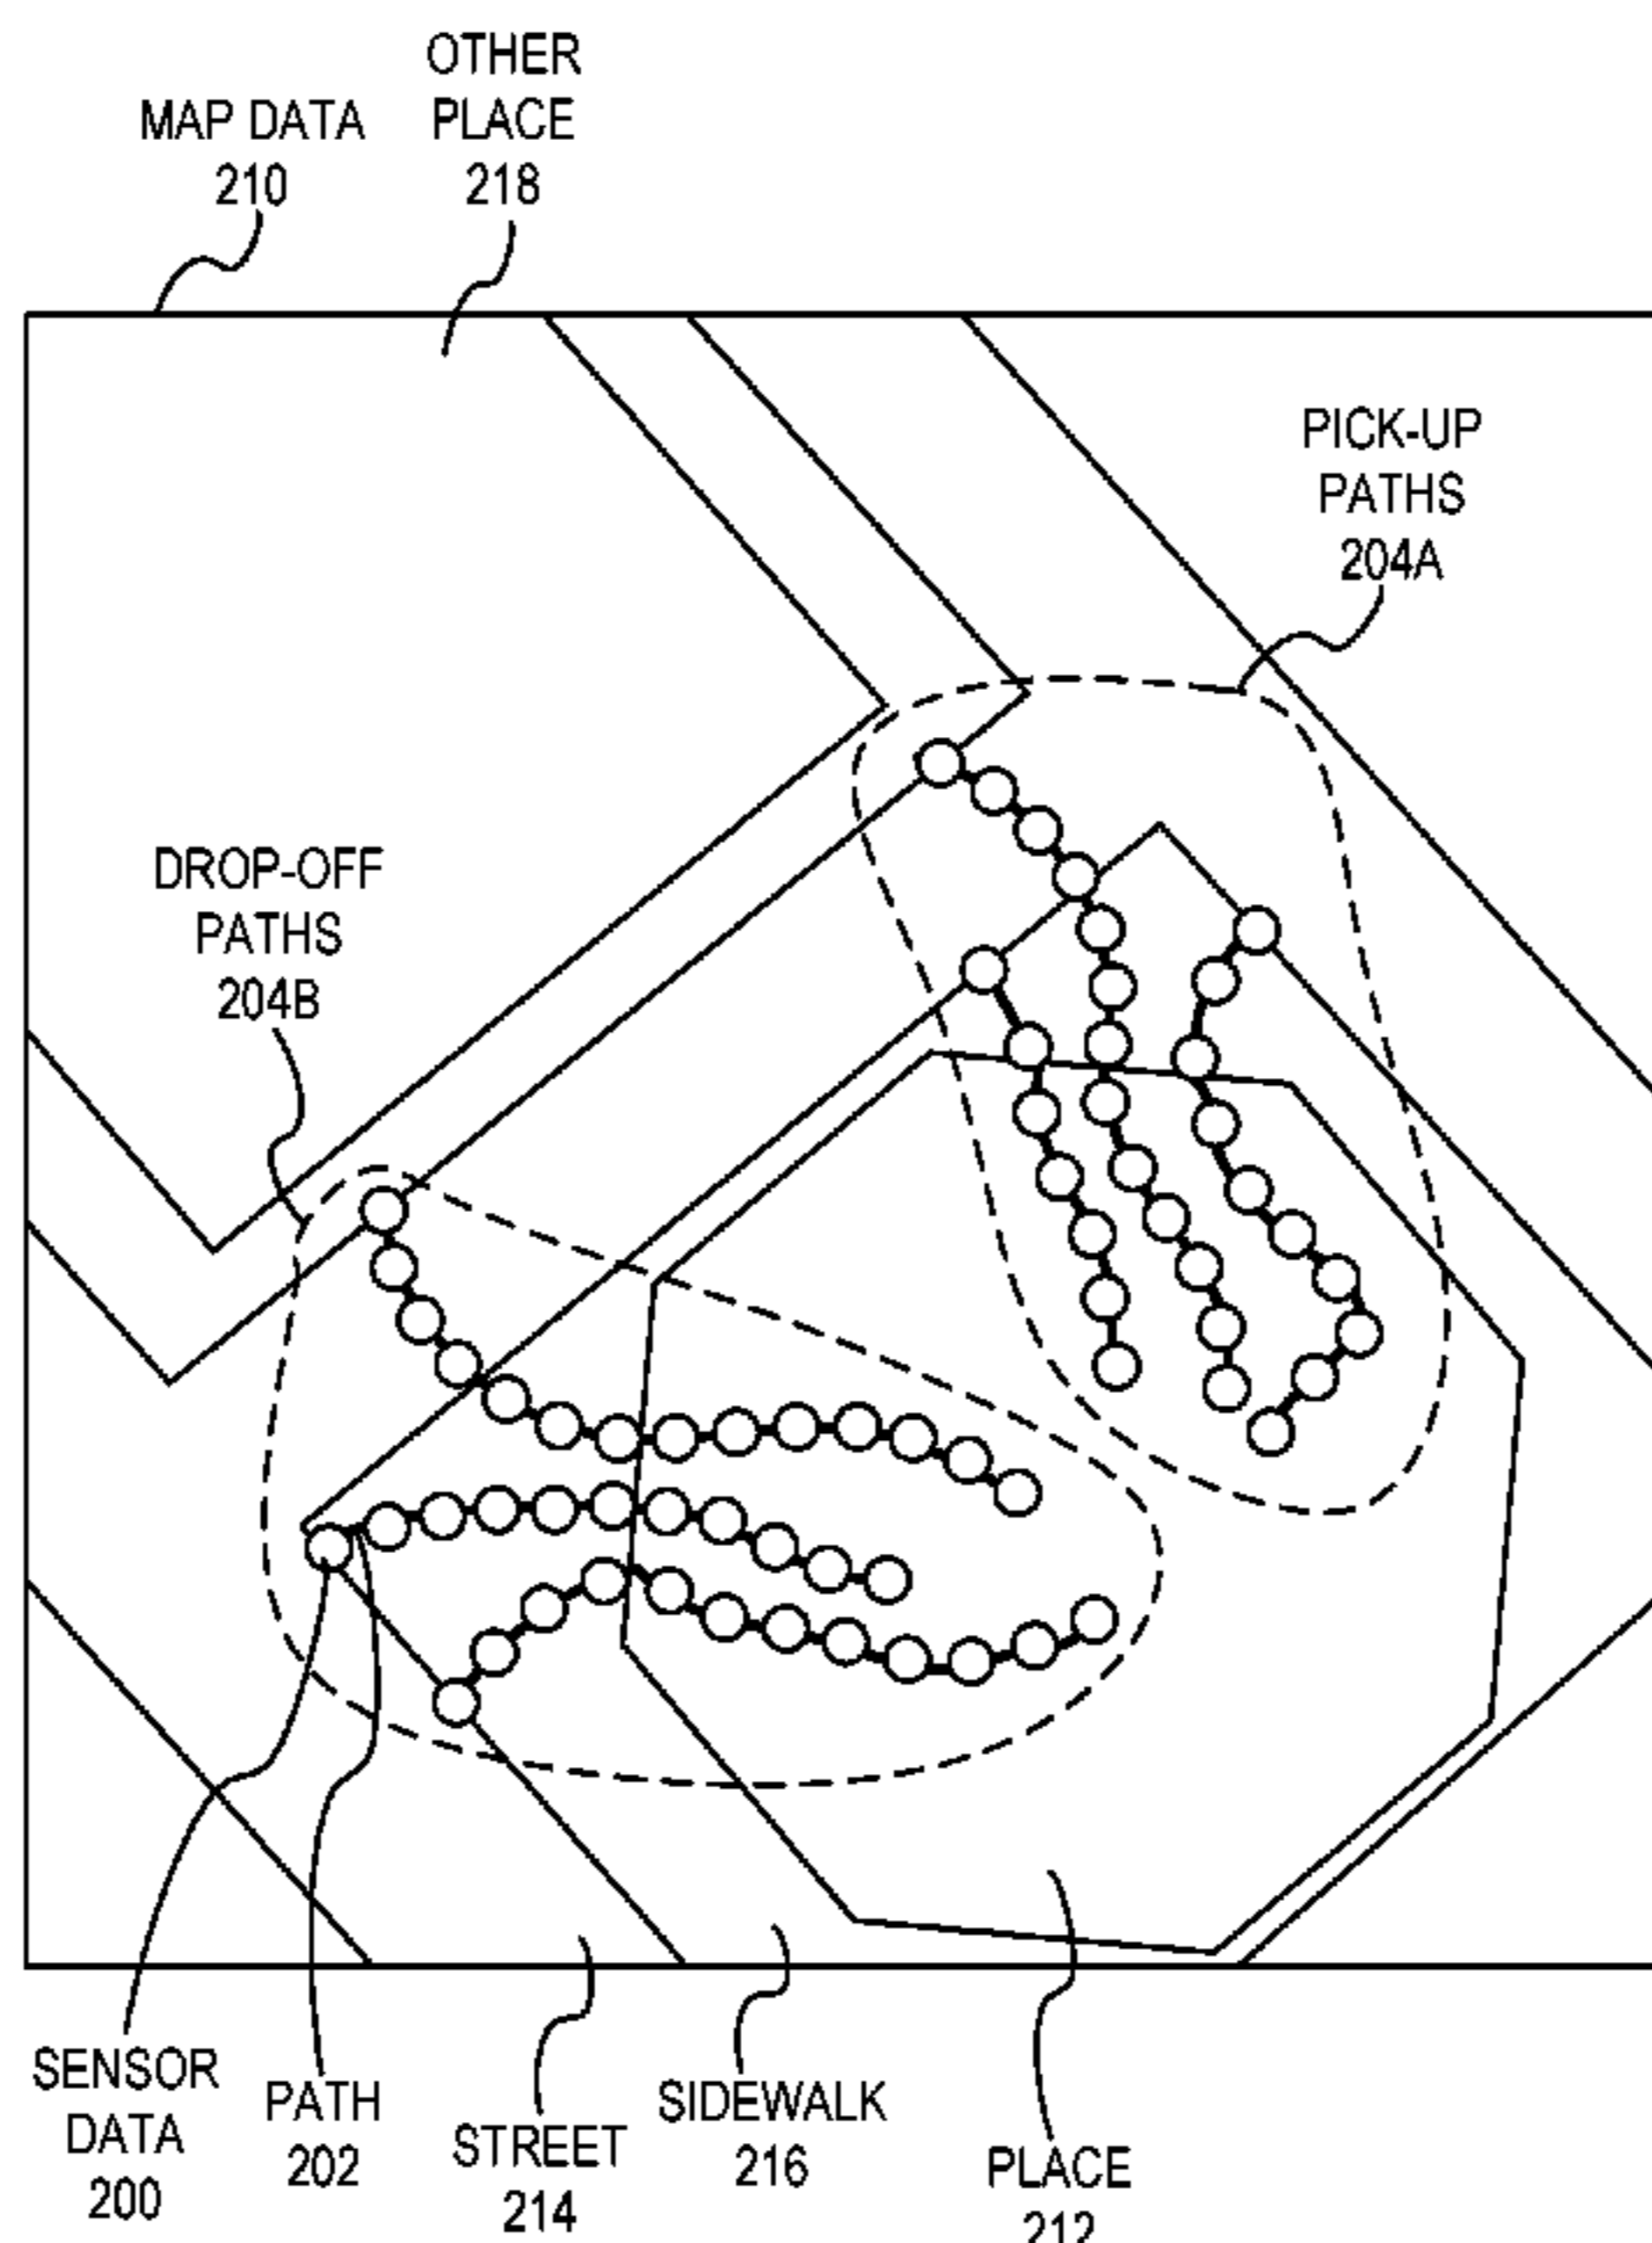 OTHER
PLACE
218
MAP DATA
210
PICK-UP
PATHS
204A
DROP-OFF
PATHS
204B
SENSOR
DATA
200
PATH
202
STREET
214
SIDEWALK
216
PLACE
212